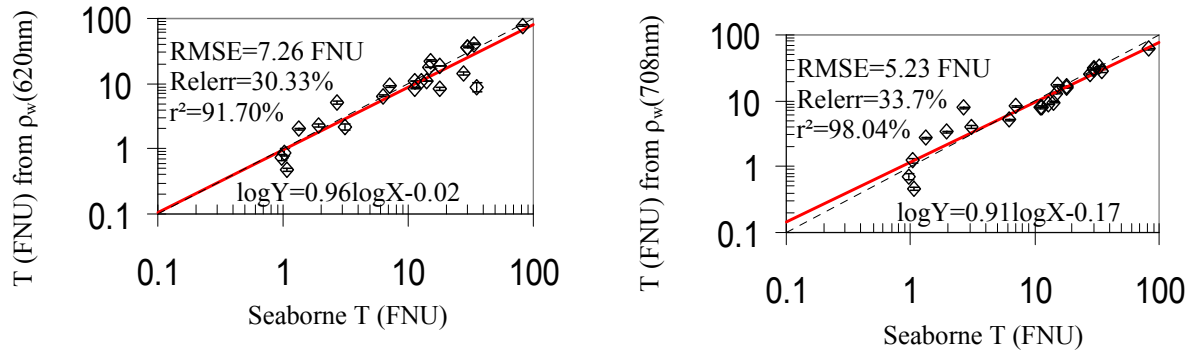 T (FNU) from ρw(620nm)
100
10
1
0.1
RMSE=7.26 FNU
Relerr=30.33%
r²=91.70%
logY=0.96logX-0.02
0.1 1 10 100
Seaborne T (FNU)
T (FNU) from ρw(708nm)
100
10
1
0.1
RMSE=5.23 FNU
Relerr=33.7%
r²=98.04%
logY=0.91logX-0.17
0.1 1 10 100
Seaborne T (FNU)